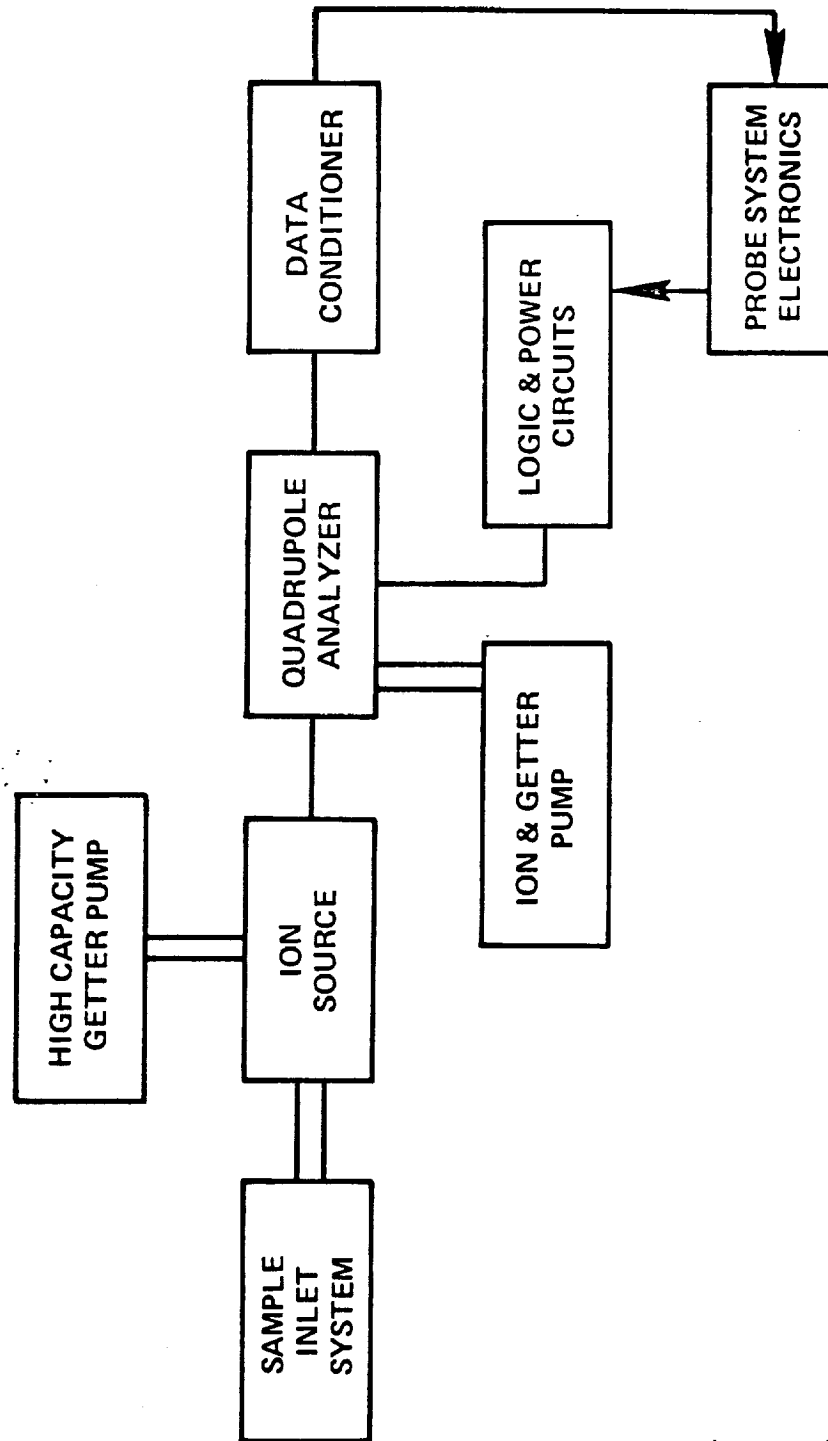 HIGH CAPACITY
GETTER PUMP
SAMPLE
INLET
SYSTEM
ION
SOURCE
QUADRUPOLE
ANALYZER
DATA
CONDITIONER
ION & GETTER
PUMP
LOGIC & POWER
CIRCUITS
PROBE SYSTEM
ELECTRONICS